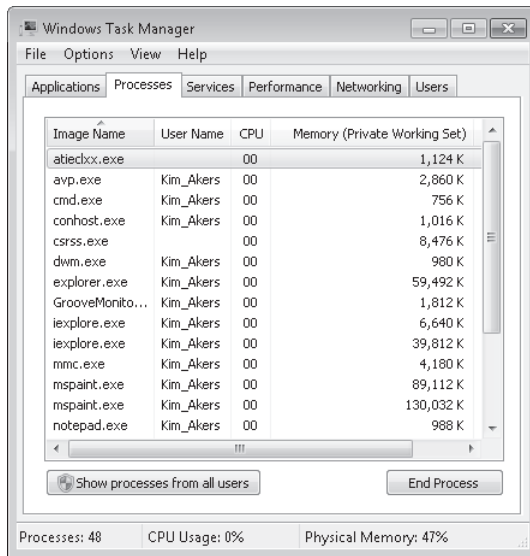 Windows Task Manager
File Options View Help
Applications Processes Services Performance Networking Users
Image Name User Name CPU Memory (Private Working Set)
atieclxx.exe 00 1,124 K
avp.exe Kim_Akers 00 2,860 K
cmd.exe Kim_Akers 00 756 K
conhost.exe Kim_Akers 00 1,016 K
csrss.exe 00 8,476 K
dwm.exe Kim_Akers 00 980 K
explorer.exe Kim_Akers 00 59,492 K
GrooveMonito... Kim_Akers 00 1,812 K
iexplore.exe Kim_Akers 00 6,640 K
iexplore.exe Kim_Akers 00 39,812 K
mmc.exe Kim_Akers 00 4,180 K
mspaint.exe Kim_Akers 00 89,112 K
mspaint.exe Kim_Akers 00 130,032 K
notepad.exe Kim_Akers 00 988 K
Show processes from all users End Process
Processes: 48 CPU Usage: 0% Physical Memory: 47%